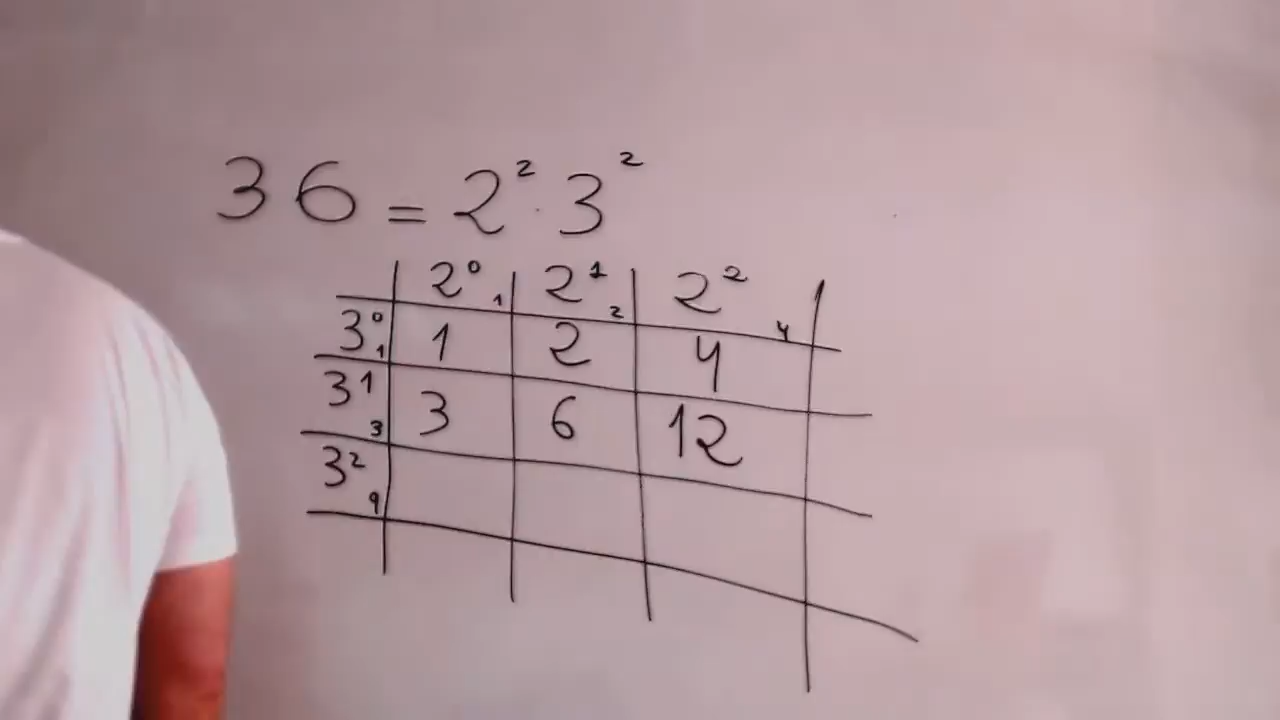 36 = 2² · 3²
2⁰ 1 2¹ 2 2² 4
3⁰ 1 1 2 4
3¹ 3 3 6 12
3² 9